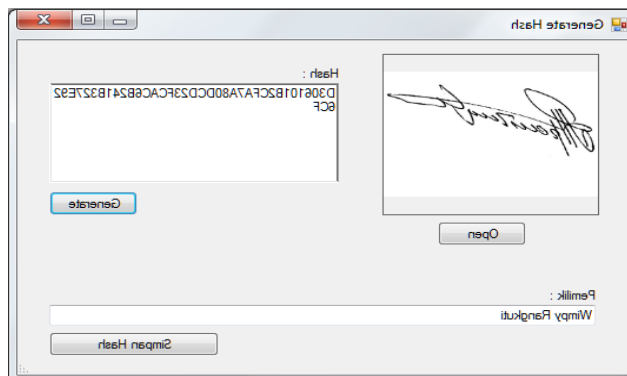 Generate Hash
Hash :
D306101B2CFA7A80DCD23FCAC6B241B327E92
6CF
Generate
Open
Pemilik :
Wimpy Rangkuti
Simpan Hash